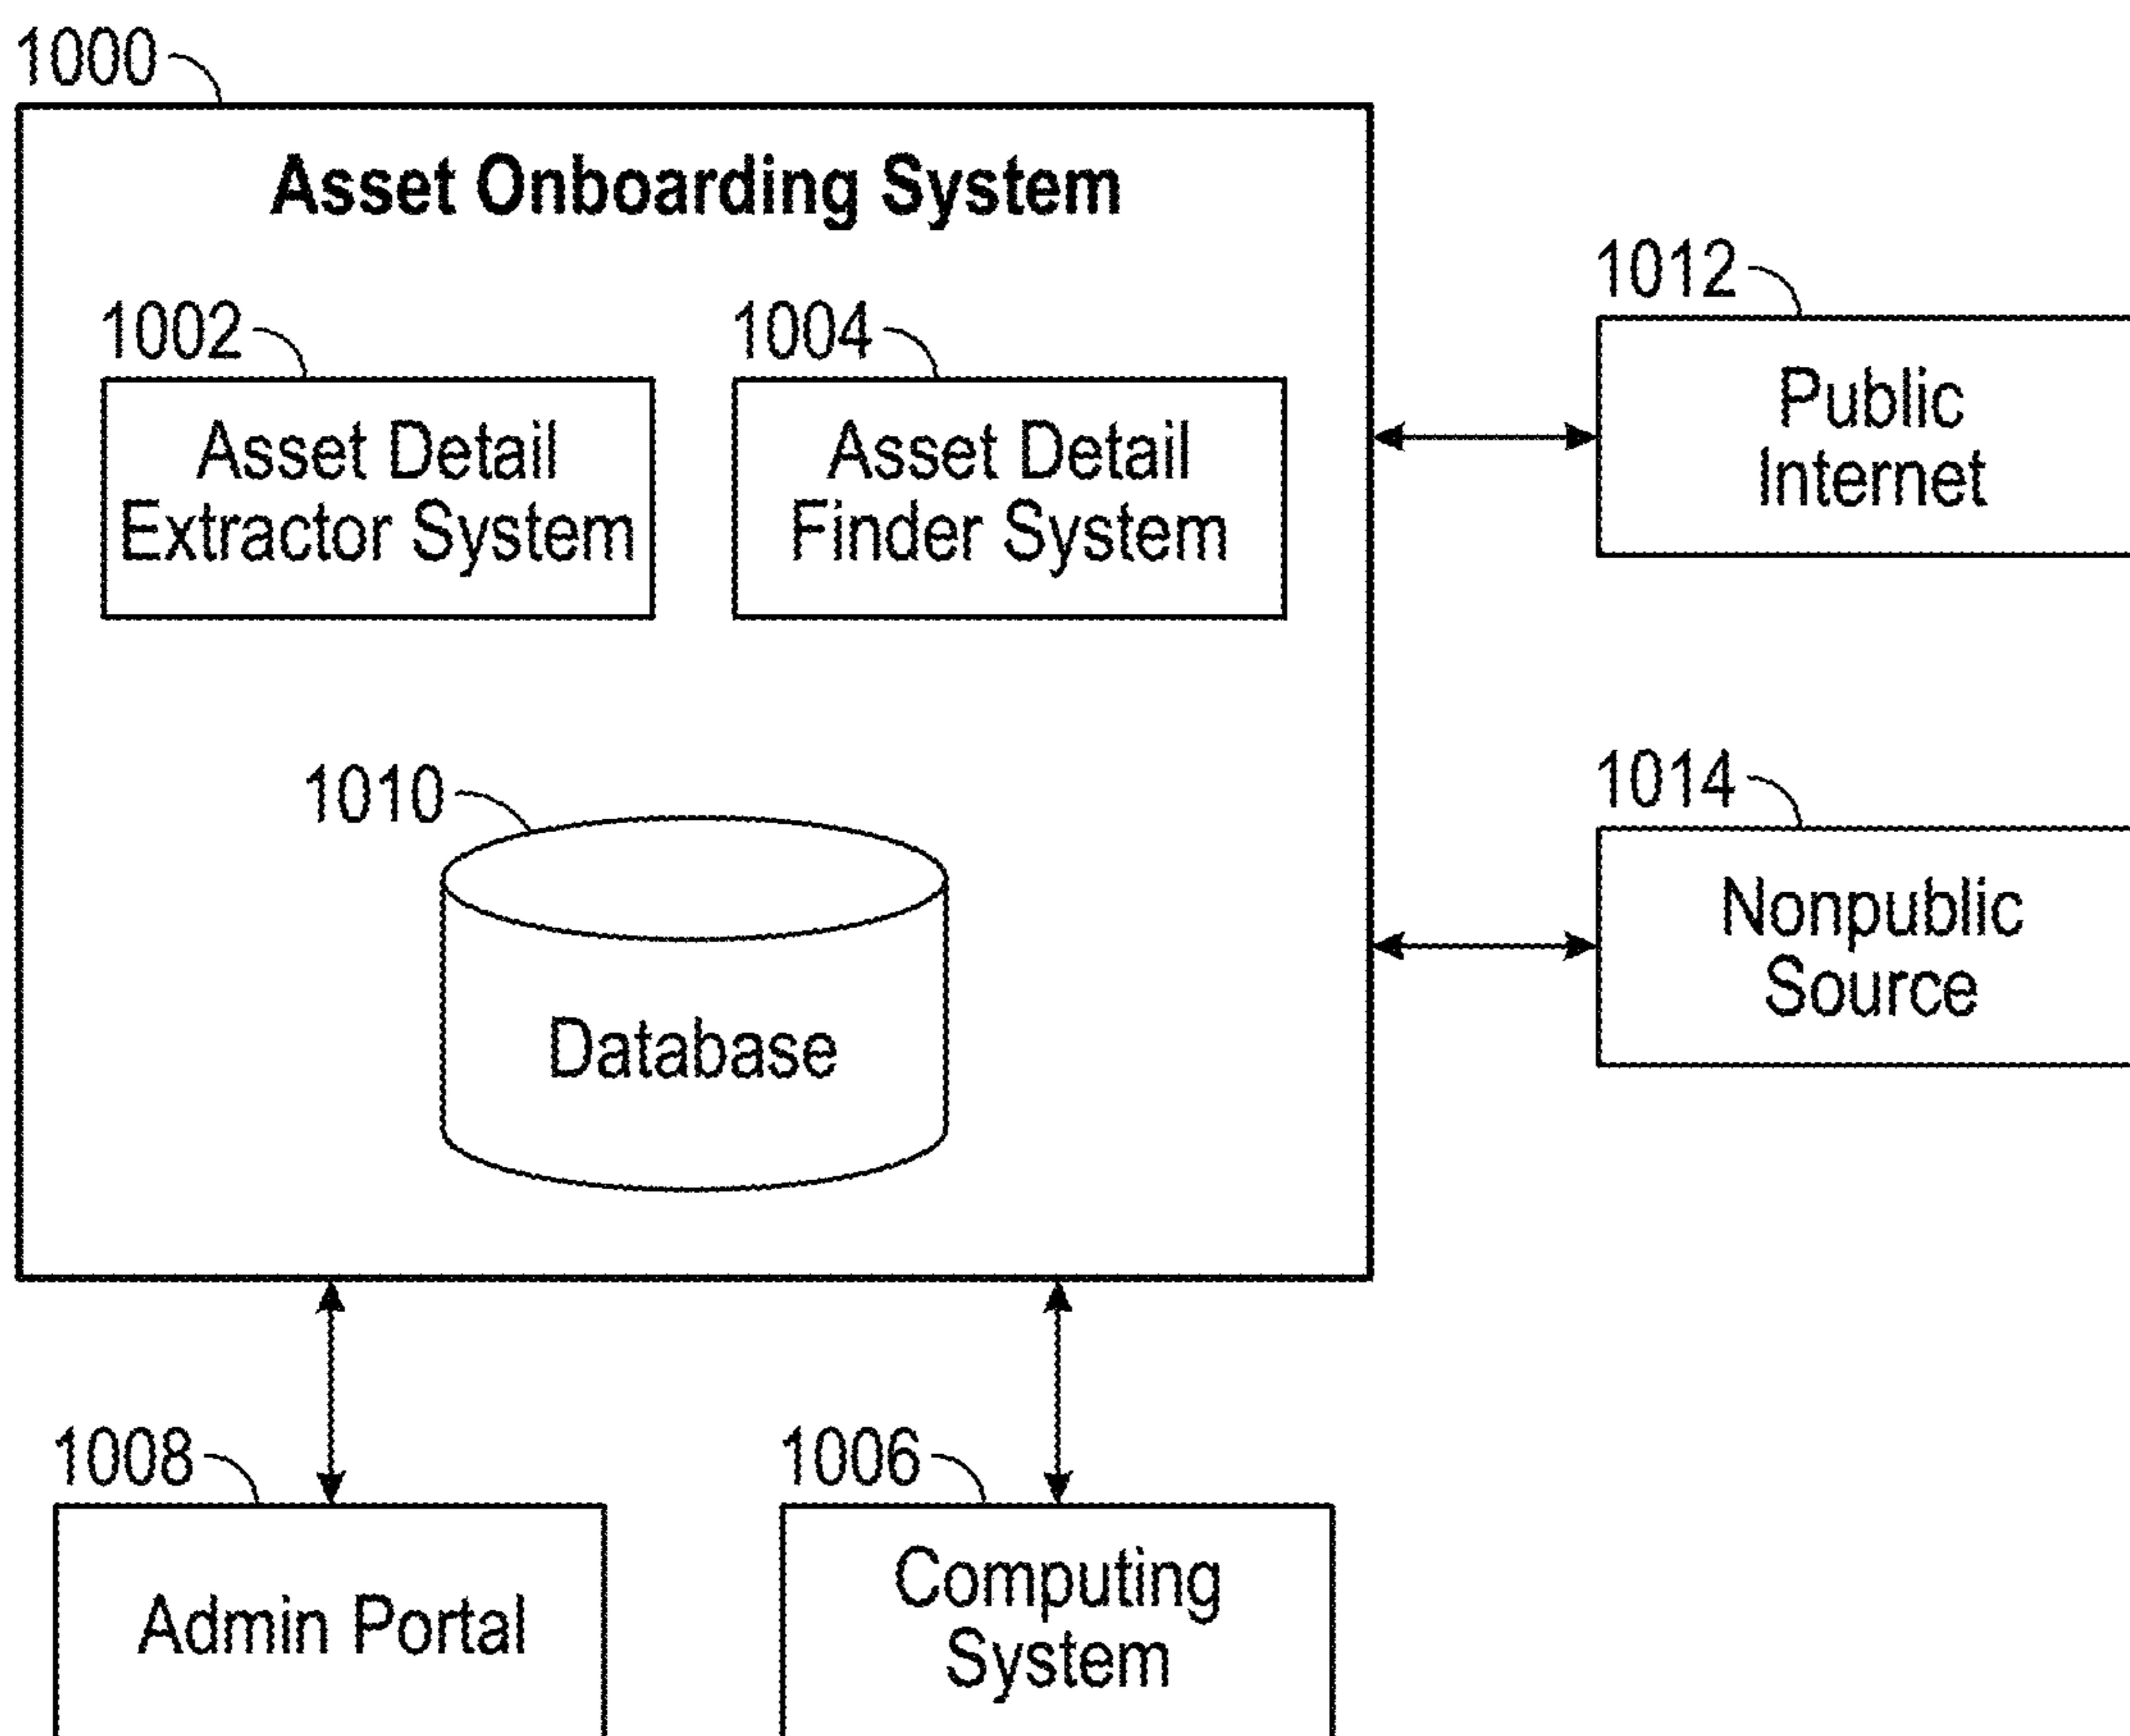 1000
Asset Onboarding System
1002
Asset Detail
Extractor System
1004
Asset Detail
Finder System
1012
Public
Internet
1010
Database
1014
Nonpublic
Source
1008
Admin Portal
1006
Computing
System